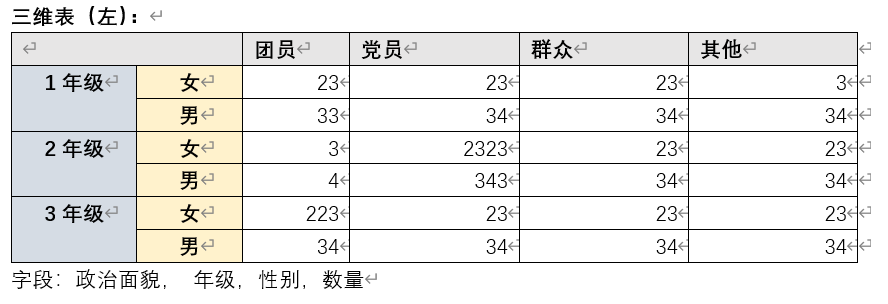 三维表（左）：
团员 党员 群众 其他
1 年级 女 23 23 23 3
男 33 34 34 34
2 年级 女 3 2323 23 23
男 4 343 34 34
3 年级 女 223 23 23 23
男 34 34 34 34
字段：政治面貌， 年级，性别，数量